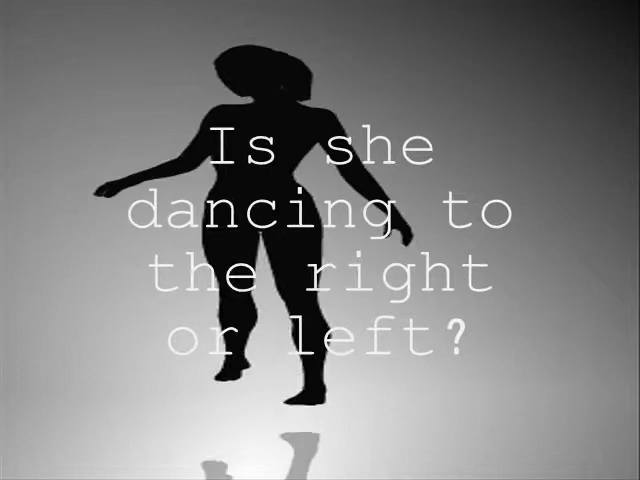 Is she
dancing to
the right
or left?